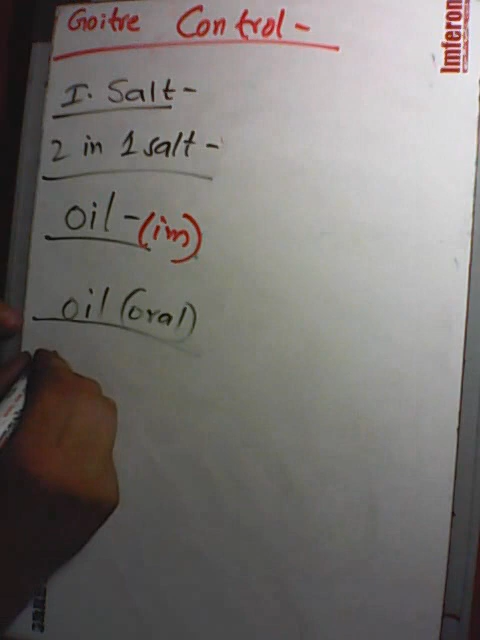 Goitre Control -
Imferon
I. Salt -
2 in 1 salt -
oil - (im)
oil (oral)